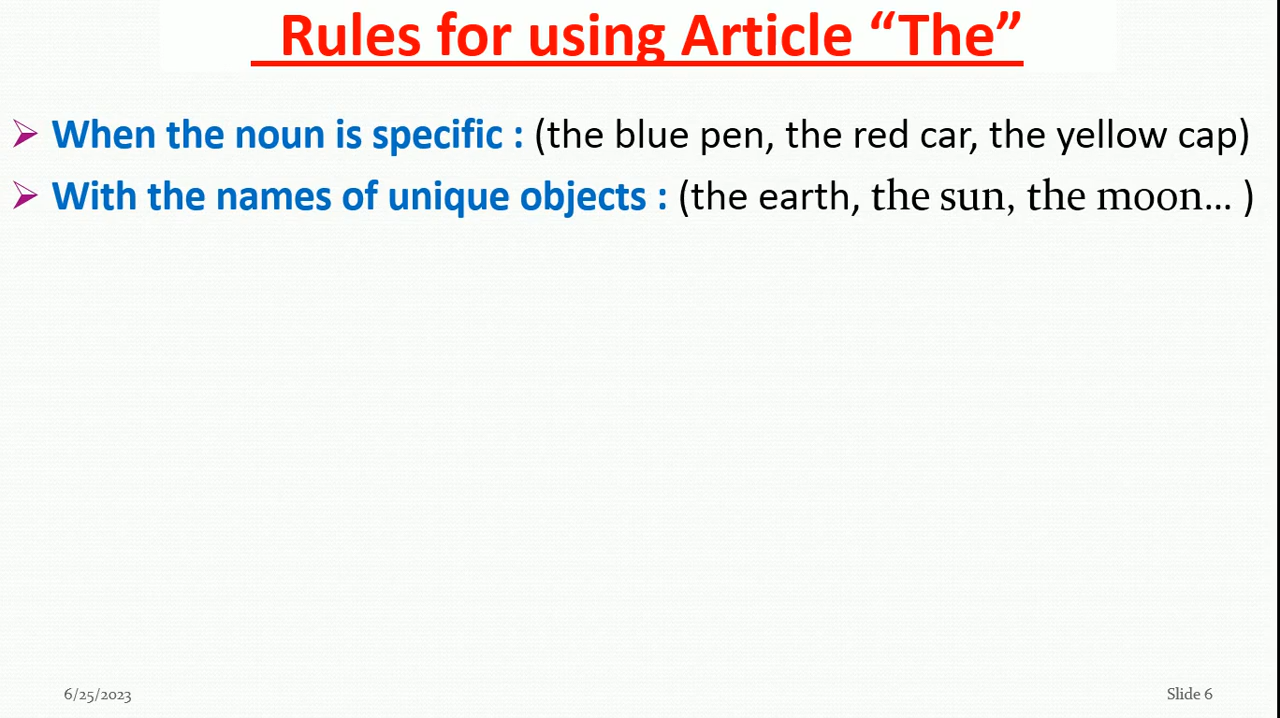 Rules for using Article “The”
➢ When the noun is specific : (the blue pen, the red car, the yellow cap)
➢ With the names of unique objects : (the earth, the sun, the moon… )
6/25/2023
Slide 6